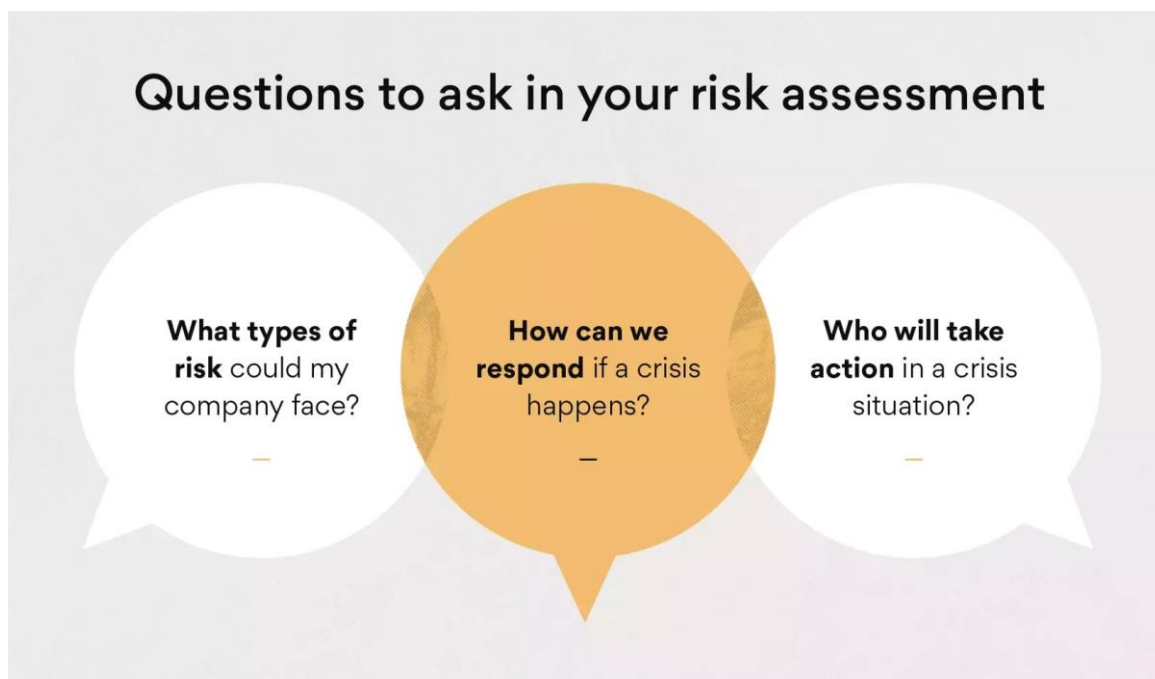 Questions to ask in your risk assessment
What types of
risk could my
company face?
How can we
respond if a crisis
happens?
Who will take
action in a crisis
situation?